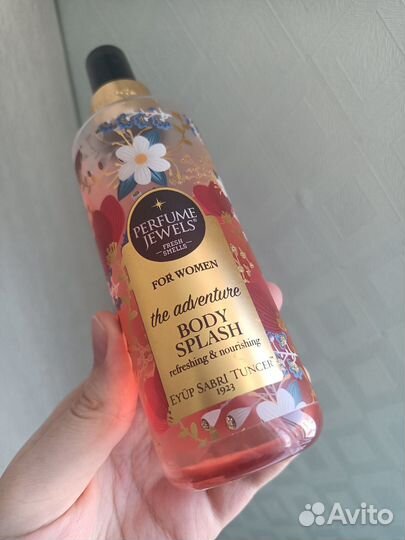 PERFUME
JEWELS®
FRESH
SMELLS
FOR WOMEN
the adventure
BODY
SPLASH
refreshing & nourishing
EYÜP SABRİ TUNCER
1923
Avito